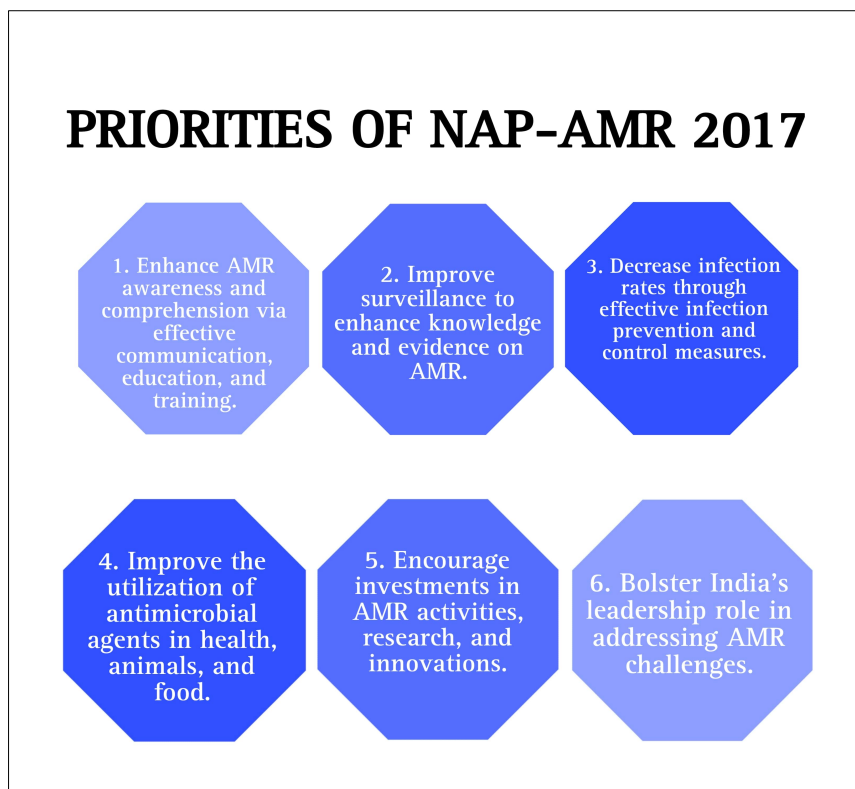 PRIORITIES OF NAP-AMR 2017
1. Enhance AMR
awareness and
comprehension via
effective
communication,
education, and
training.
2. Improve
surveillance to
enhance knowledge
and evidence on
AMR.
3. Decrease infection
rates through
effective infection
prevention and
control measures.
4. Improve the
utilization of
antimicrobial
agents in health,
animals, and
food.
5. Encourage
investments in
AMR activities,
research, and
innovations.
6. Bolster India's
leadership role in
addressing AMR
challenges.